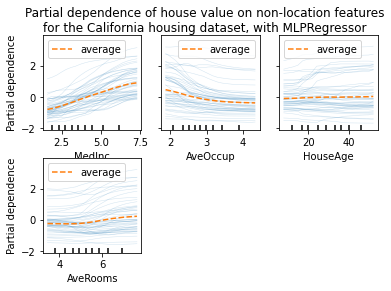 Partial dependence of house value on non-location features
for the California housing dataset, with MLPRegressor
average
average
average
Partial dependence
2
0
−2
2.5
5.0
7.5
2
3
4
20
40
MedInc
AveOccup
HouseAge
average
Partial dependence
2
0
−2
4
6
AveRooms